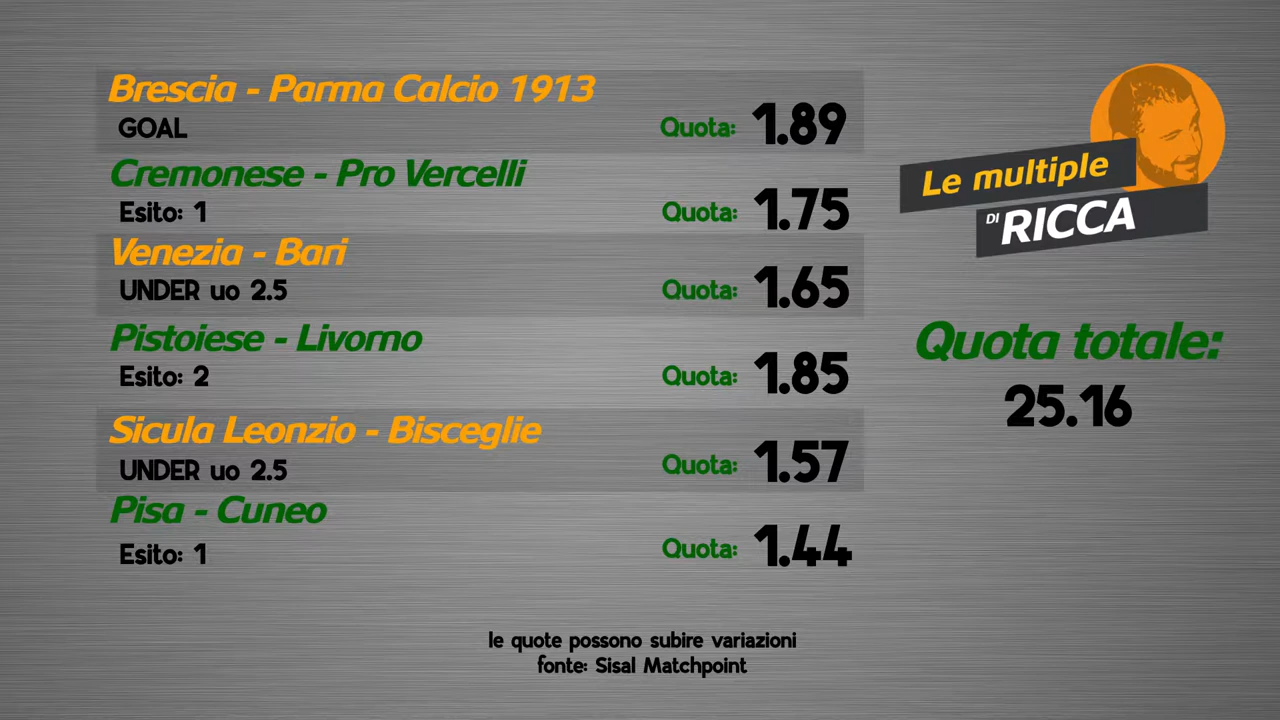 Brescia - Parma Calcio 1913
GOAL Quota: 1.89
Cremonese - Pro Vercelli
Esito: 1 Quota: 1.75
Venezia - Bari
UNDER uo 2.5 Quota: 1.65
Pistoiese - Livorno
Esito: 2 Quota: 1.85
Sicula Leonzio - Bisceglie
UNDER uo 2.5 Quota: 1.57
Pisa - Cuneo
Esito: 1 Quota: 1.44
Le multiple
DI RICCA
Quota totale:
25.16
le quote possono subire variazioni
fonte: Sisal Matchpoint